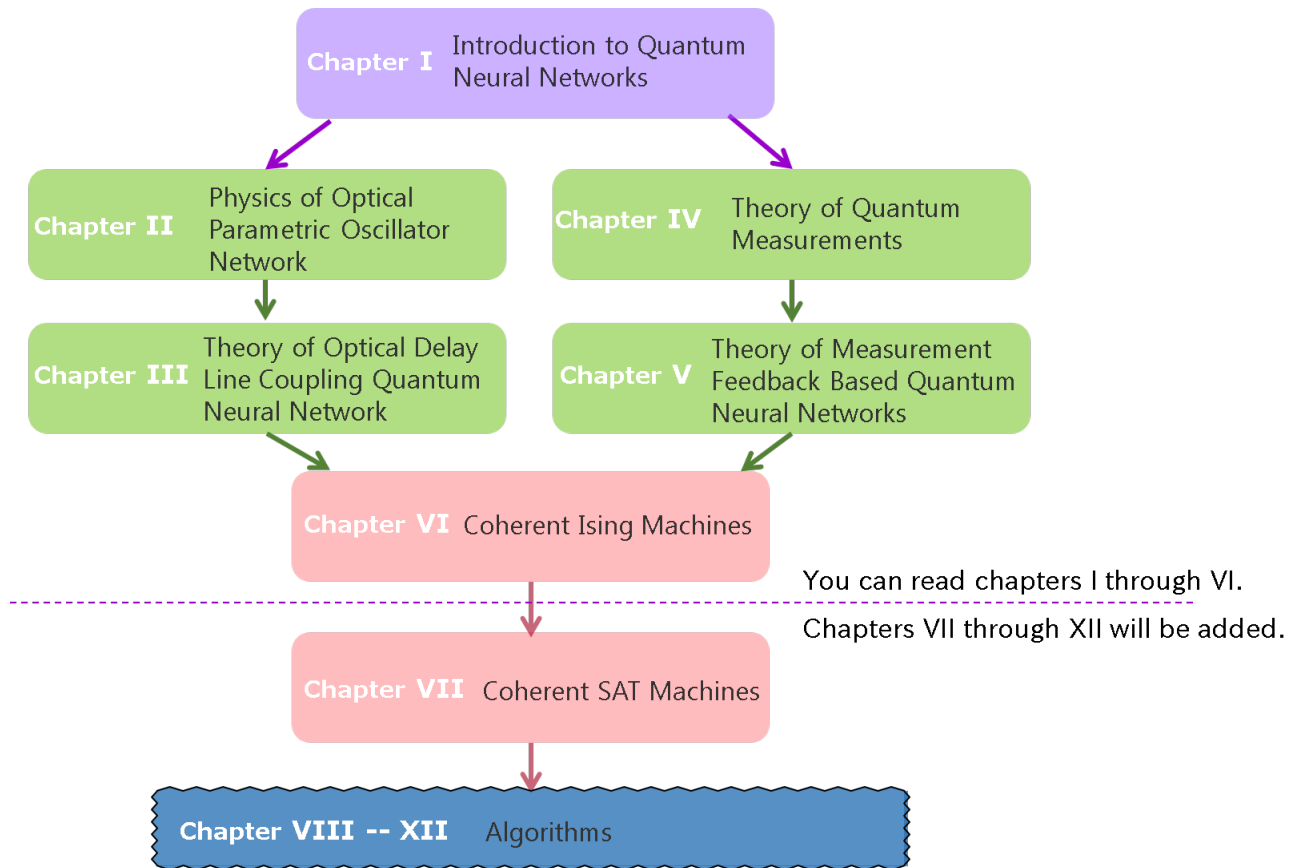 Chapter I
Introduction to Quantum
Neural Networks
Chapter II
Physics of Optical
Parametric Oscillator
Network
Chapter IV
Theory of Quantum
Measurements
Chapter III
Theory of Optical Delay
Line Coupling Quantum
Neural Network
Chapter V
Theory of Measurement
Feedback Based Quantum
Neural Networks
Chapter VI Coherent Ising Machines
You can read chapters I through VI.
Chapters VII through XII will be added.
Chapter VII Coherent SAT Machines
Chapter VIII -- XII Algorithms